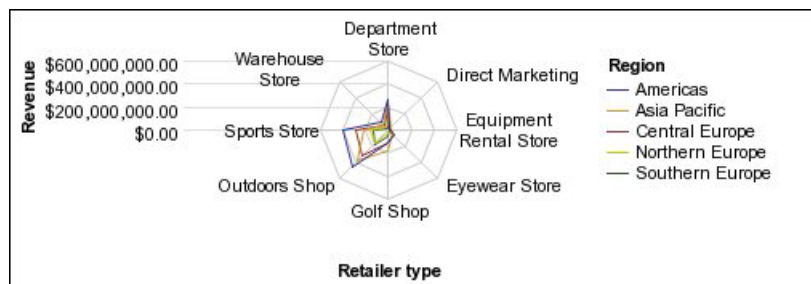 Revenue
$600,000,000.00
$400,000,000.00
$200,000,000.00
$0.00
Department
Store
Direct Marketing
Equipment
Rental Store
Eyewear Store
Golf Shop
Outdoors Shop
Sports Store
Warehouse
Store
Retailer type
Region
Americas
Asia Pacific
Central Europe
Northern Europe
Southern Europe